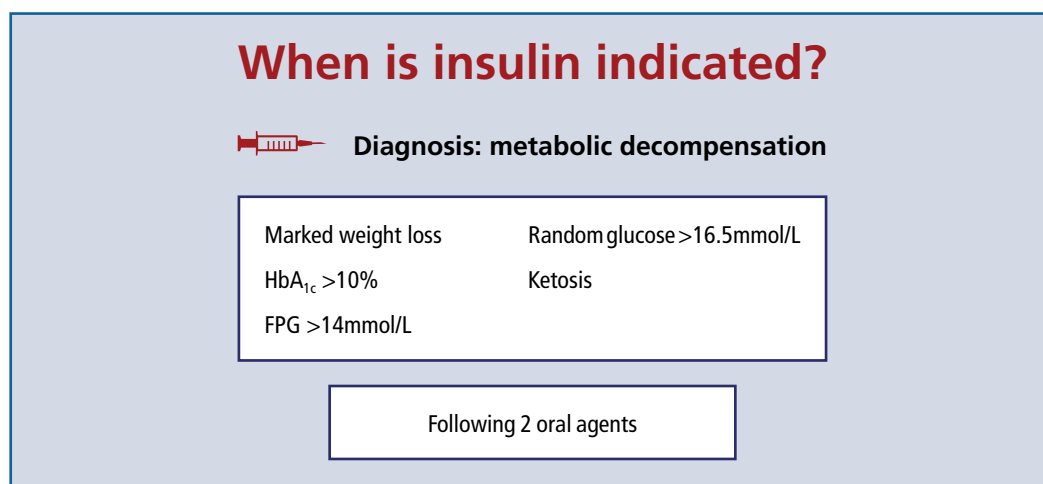 When is insulin indicated?
Diagnosis: metabolic decompensation
Marked weight loss
HbA1c >10%
FPG >14mmol/L
Random glucose >16.5mmol/L
Ketosis
Following 2 oral agents